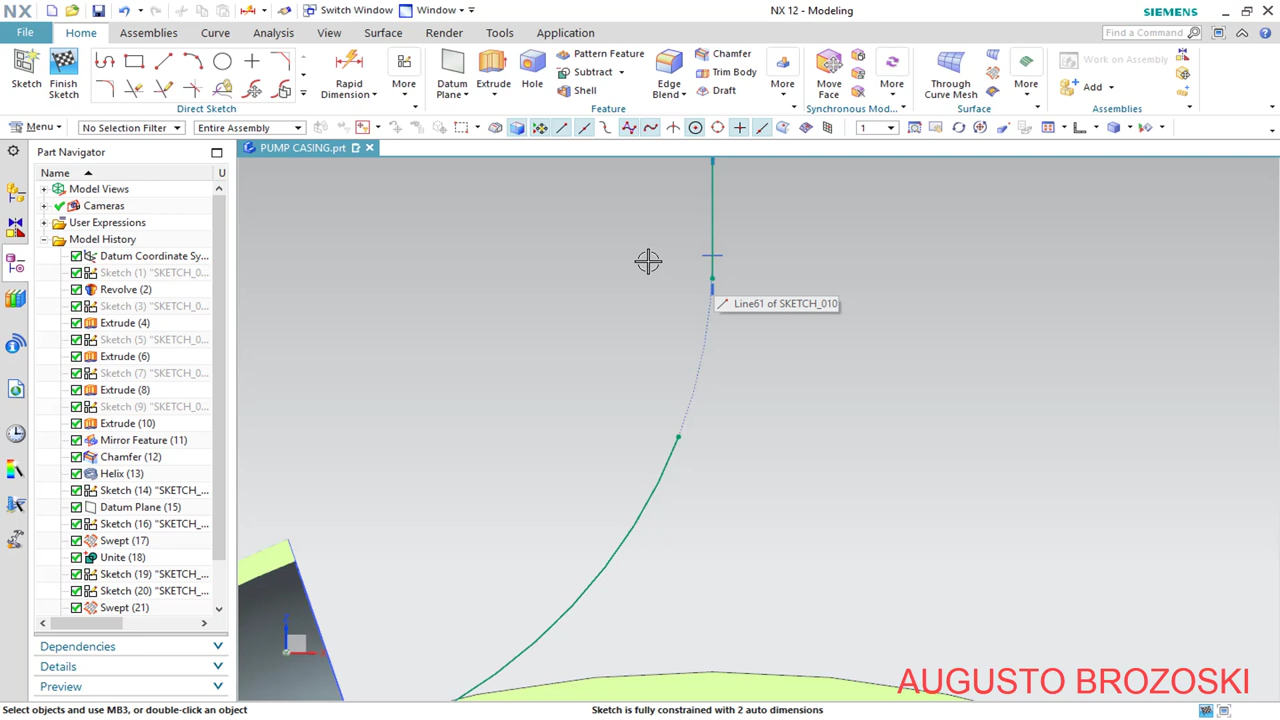 NX
Switch Window
Window
NX 12 - Modeling
SIEMENS
File
Home
Assemblies
Curve
Analysis
View
Surface
Render
Tools
Application
Find a Command
Sketch
Finish Sketch
Direct Sketch
Rapid Dimension
More
Datum Plane
Extrude
Hole
Pattern Feature
Subtract
Shell
Edge Blend
Chamfer
Trim Body
Draft
More
Feature
Move Face
More
Synchronous Mod...
Through Curve Mesh
More
Surface
Work on Assembly
Add
Assemblies
Menu
No Selection Filter
Entire Assembly
1
Part Navigator
PUMP CASING.prt
Name
U
Model Views
Cameras
User Expressions
Model History
Datum Coordinate Sy...
Sketch (1) "SKETCH_0...
Revolve (2)
Sketch (3) "SKETCH_0...
Extrude (4)
Sketch (5) "SKETCH_0...
Extrude (6)
Sketch (7) "SKETCH_0...
Extrude (8)
Sketch (9) "SKETCH_0...
Extrude (10)
Mirror Feature (11)
Chamfer (12)
Helix (13)
Sketch (14) "SKETCH_...
Datum Plane (15)
Sketch (16) "SKETCH_...
Swept (17)
Unite (18)
Sketch (19) "SKETCH_...
Sketch (20) "SKETCH_...
Swept (21)
Dependencies
Details
Preview
Line61 of SKETCH_010
AUGUSTO BROZOSKI
Select objects and use MB3, or double-click an object
Sketch is fully constrained with 2 auto dimensions